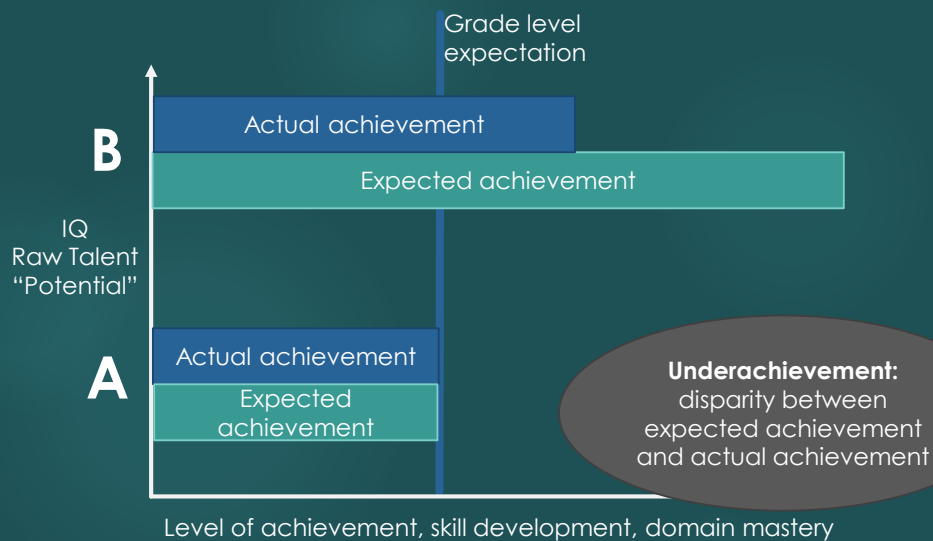 Grade level
expectation
B
Actual achievement
Expected achievement
IQ
Raw Talent
“Potential”
A
Actual achievement
Expected
achievement
Underachievement:
disparity between
expected achievement
and actual achievement
Level of achievement, skill development, domain mastery